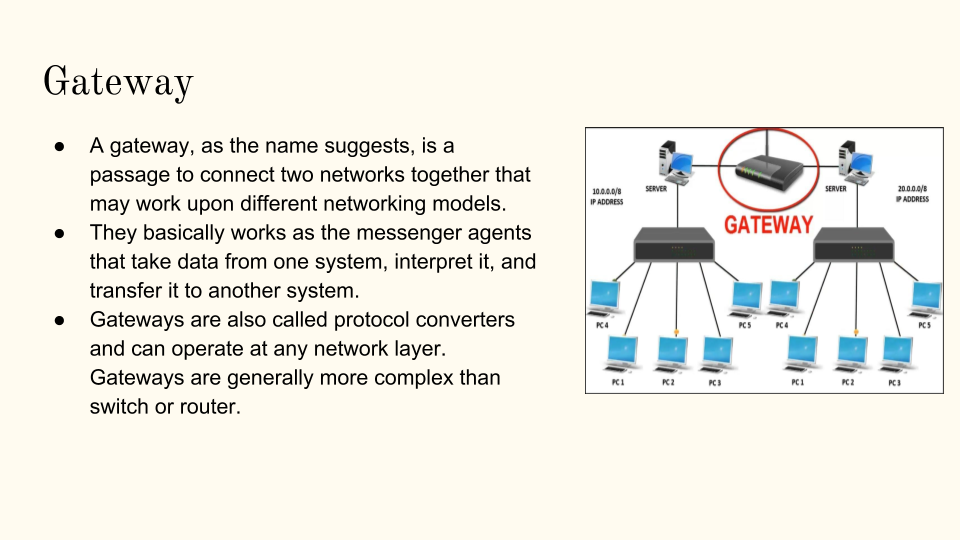 Gateway
● A gateway, as the name suggests, is a
passage to connect two networks together that
may work upon different networking models.
● They basically works as the messenger agents
that take data from one system, interpret it, and
transfer it to another system.
● Gateways are also called protocol converters
and can operate at any network layer.
Gateways are generally more complex than
switch or router.
SERVER
SERVER
10.0.0.0/8
IP ADDRESS
20.0.0.0/8
IP ADDRESS
GATEWAY
PC 4
PC 5
PC 4
PC 5
PC 1
PC 2
PC 3
PC 1
PC 2
PC 3